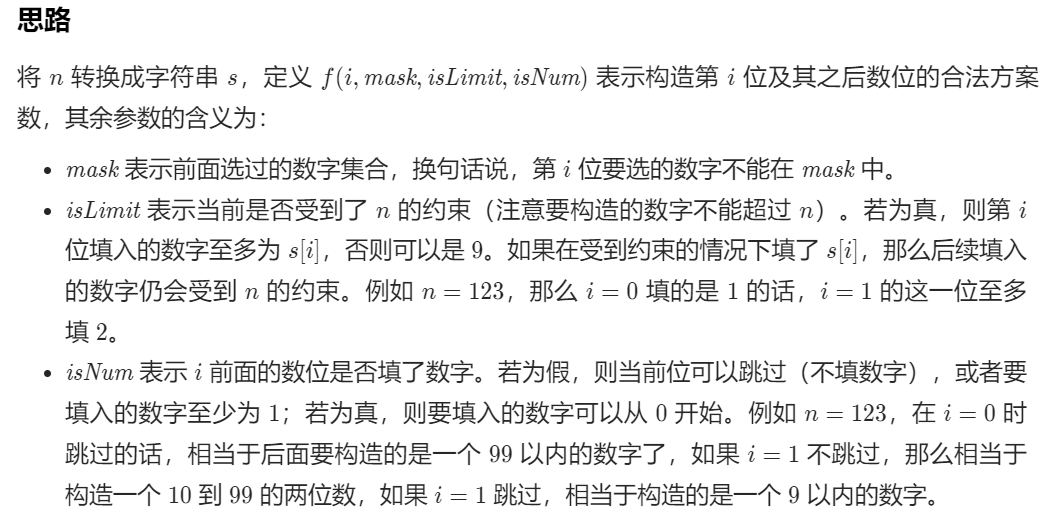 思路
将 n 转换成字符串 s，定义 f(i, mask, isLimit, isNum) 表示构造第 i 位及其之后数位的合法方案
数，其余参数的含义为：
• mask 表示前面选过的数字集合，换句话说，第 i 位要选的数字不能在 mask 中。
• isLimit 表示当前是否受到了 n 的约束（注意要构造的数字不能超过 n）。若为真，则第 i
位填入的数字至多为 s[i]，否则可以是 9。如果在受到约束的情况下填了 s[i]，那么后续填入
的数字仍会受到 n 的约束。例如 n = 123，那么 i = 0 填的是 1 的话，i = 1 的这一位至多
填 2。
• isNum 表示 i 前面的数位是否填了数字。若为假，则当前位可以跳过（不填数字），或者要
填入的数字至少为 1；若为真，则要填入的数字可以从 0 开始。例如 n = 123，在 i = 0 时
跳过的话，相当于后面要构造的是一个 99 以内的数字了，如果 i = 1 不跳过，那么相当于
构造一个 10 到 99 的两位数，如果 i = 1 跳过，相当于构造的是一个 9 以内的数字。